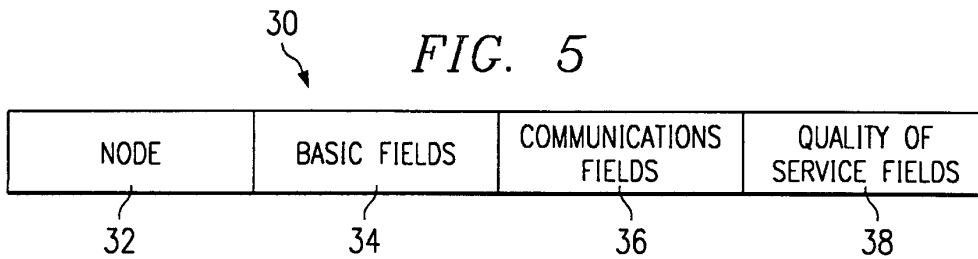 30
FIG. 5
NODE
BASIC FIELDS
COMMUNICATIONS
FIELDS
QUALITY OF
SERVICE FIELDS
32
34
36
38